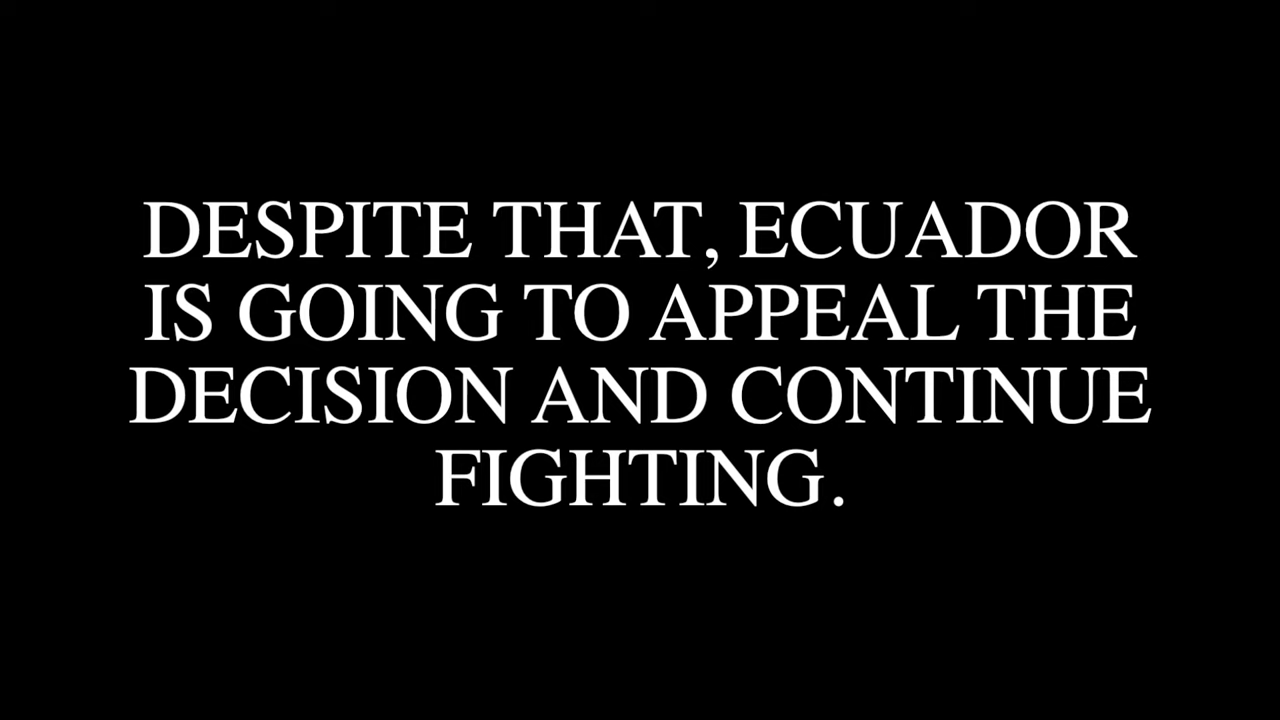 DESPITE THAT, ECUADOR
IS GOING TO APPEAL THE
DECISION AND CONTINUE
FIGHTING.